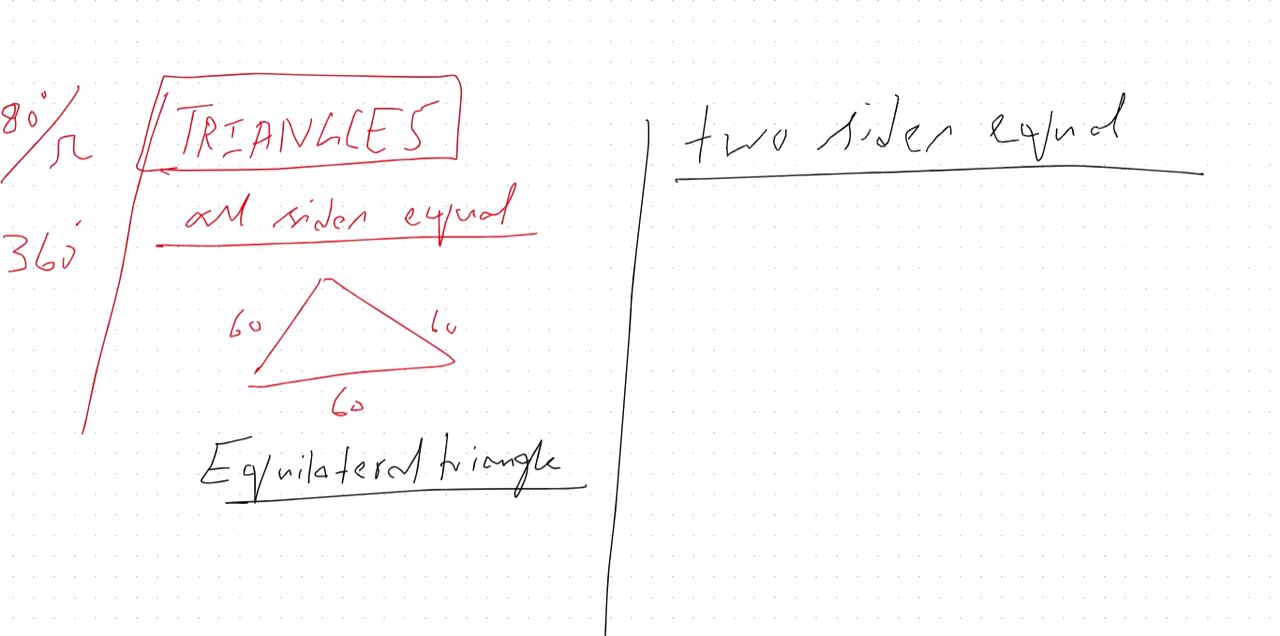 80°/π
360°
TRIANGLES
all sides equal
60
60
60
Equilateral triangle
two sides equal